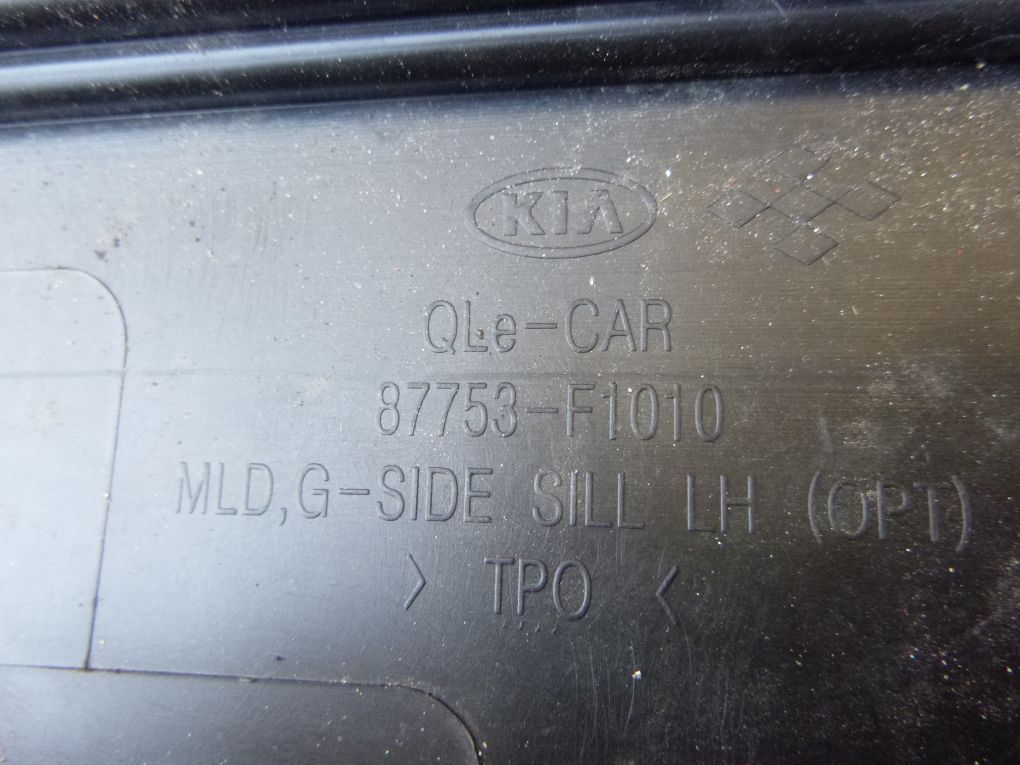 KIA
QLe-CAR
87753-F1010
MLD,G-SIDE SILL LH (OPT)
> TPO <